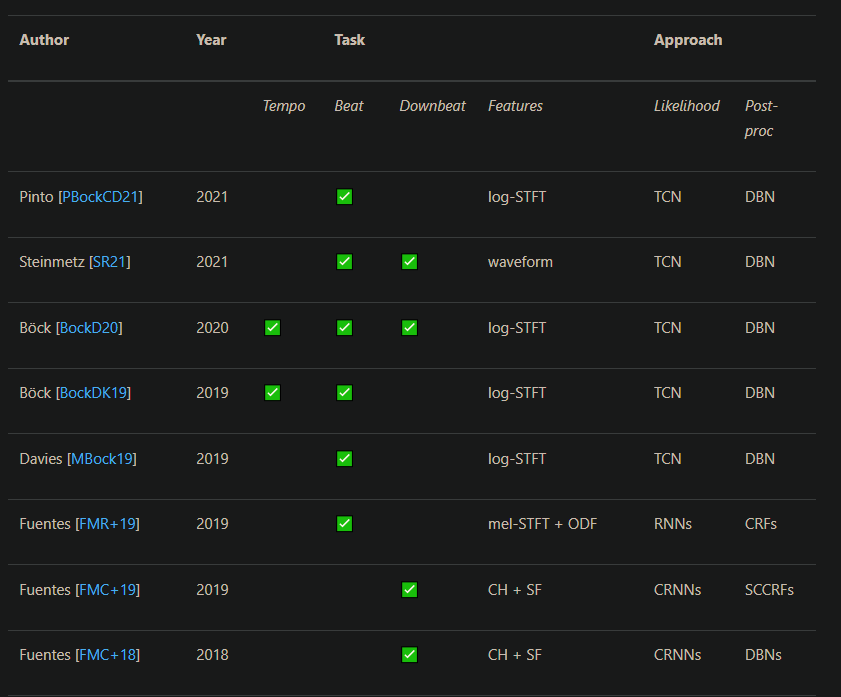 Author Year Task Approach
Tempo Beat Downbeat Features Likelihood Post-
proc
Pinto [PBockCD21] 2021 ✅ log-STFT TCN DBN
Steinmetz [SR21] 2021 ✅ ✅ waveform TCN DBN
Böck [BockD20] 2020 ✅ ✅ ✅ log-STFT TCN DBN
Böck [BockDK19] 2019 ✅ ✅ log-STFT TCN DBN
Davies [MBock19] 2019 ✅ log-STFT TCN DBN
Fuentes [FMR+19] 2019 ✅ mel-STFT + ODF RNNs CRFs
Fuentes [FMC+19] 2019 ✅ CH + SF CRNNs SCCRFs
Fuentes [FMC+18] 2018 ✅ CH + SF CRNNs DBNs